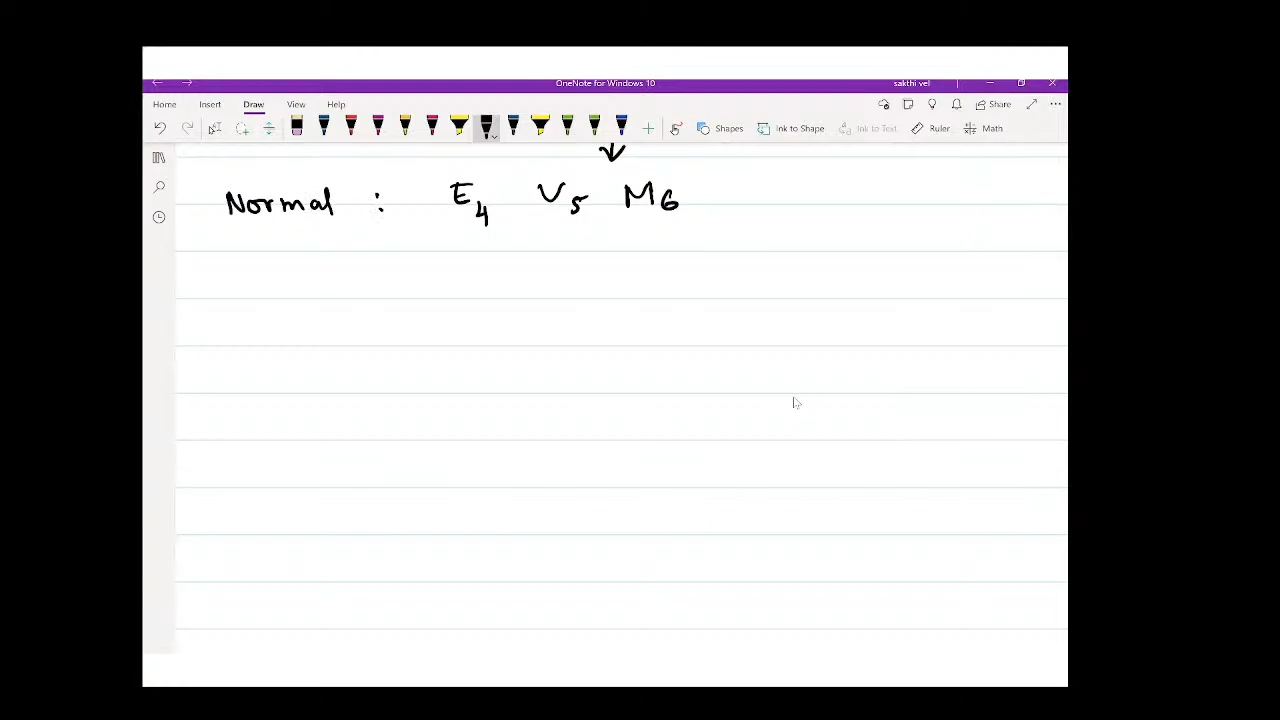 OneNote for Windows 10 sakthi vel
Home Insert Draw View Help Share
Shapes Ink to Shape Ink to Text Ruler Math
Normal : E4 V5 M6